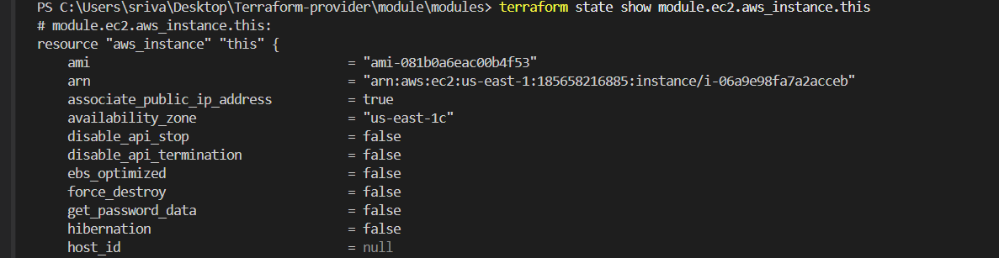 PS C:\Users\sriva\Desktop\Terraform-provider\module\modules> terraform state show module.ec2.aws_instance.this
# module.ec2.aws_instance.this:
resource "aws_instance" "this" {
    ami                                  = "ami-081b0a6eac00b4f53"
    arn                                  = "arn:aws:ec2:us-east-1:185658216885:instance/i-06a9e98fa7a2acceb"
    associate_public_ip_address          = true
    availability_zone                    = "us-east-1c"
    disable_api_stop                     = false
    disable_api_termination              = false
    ebs_optimized                        = false
    force_destroy                        = false
    get_password_data                    = false
    hibernation                          = false
    host_id                              = null